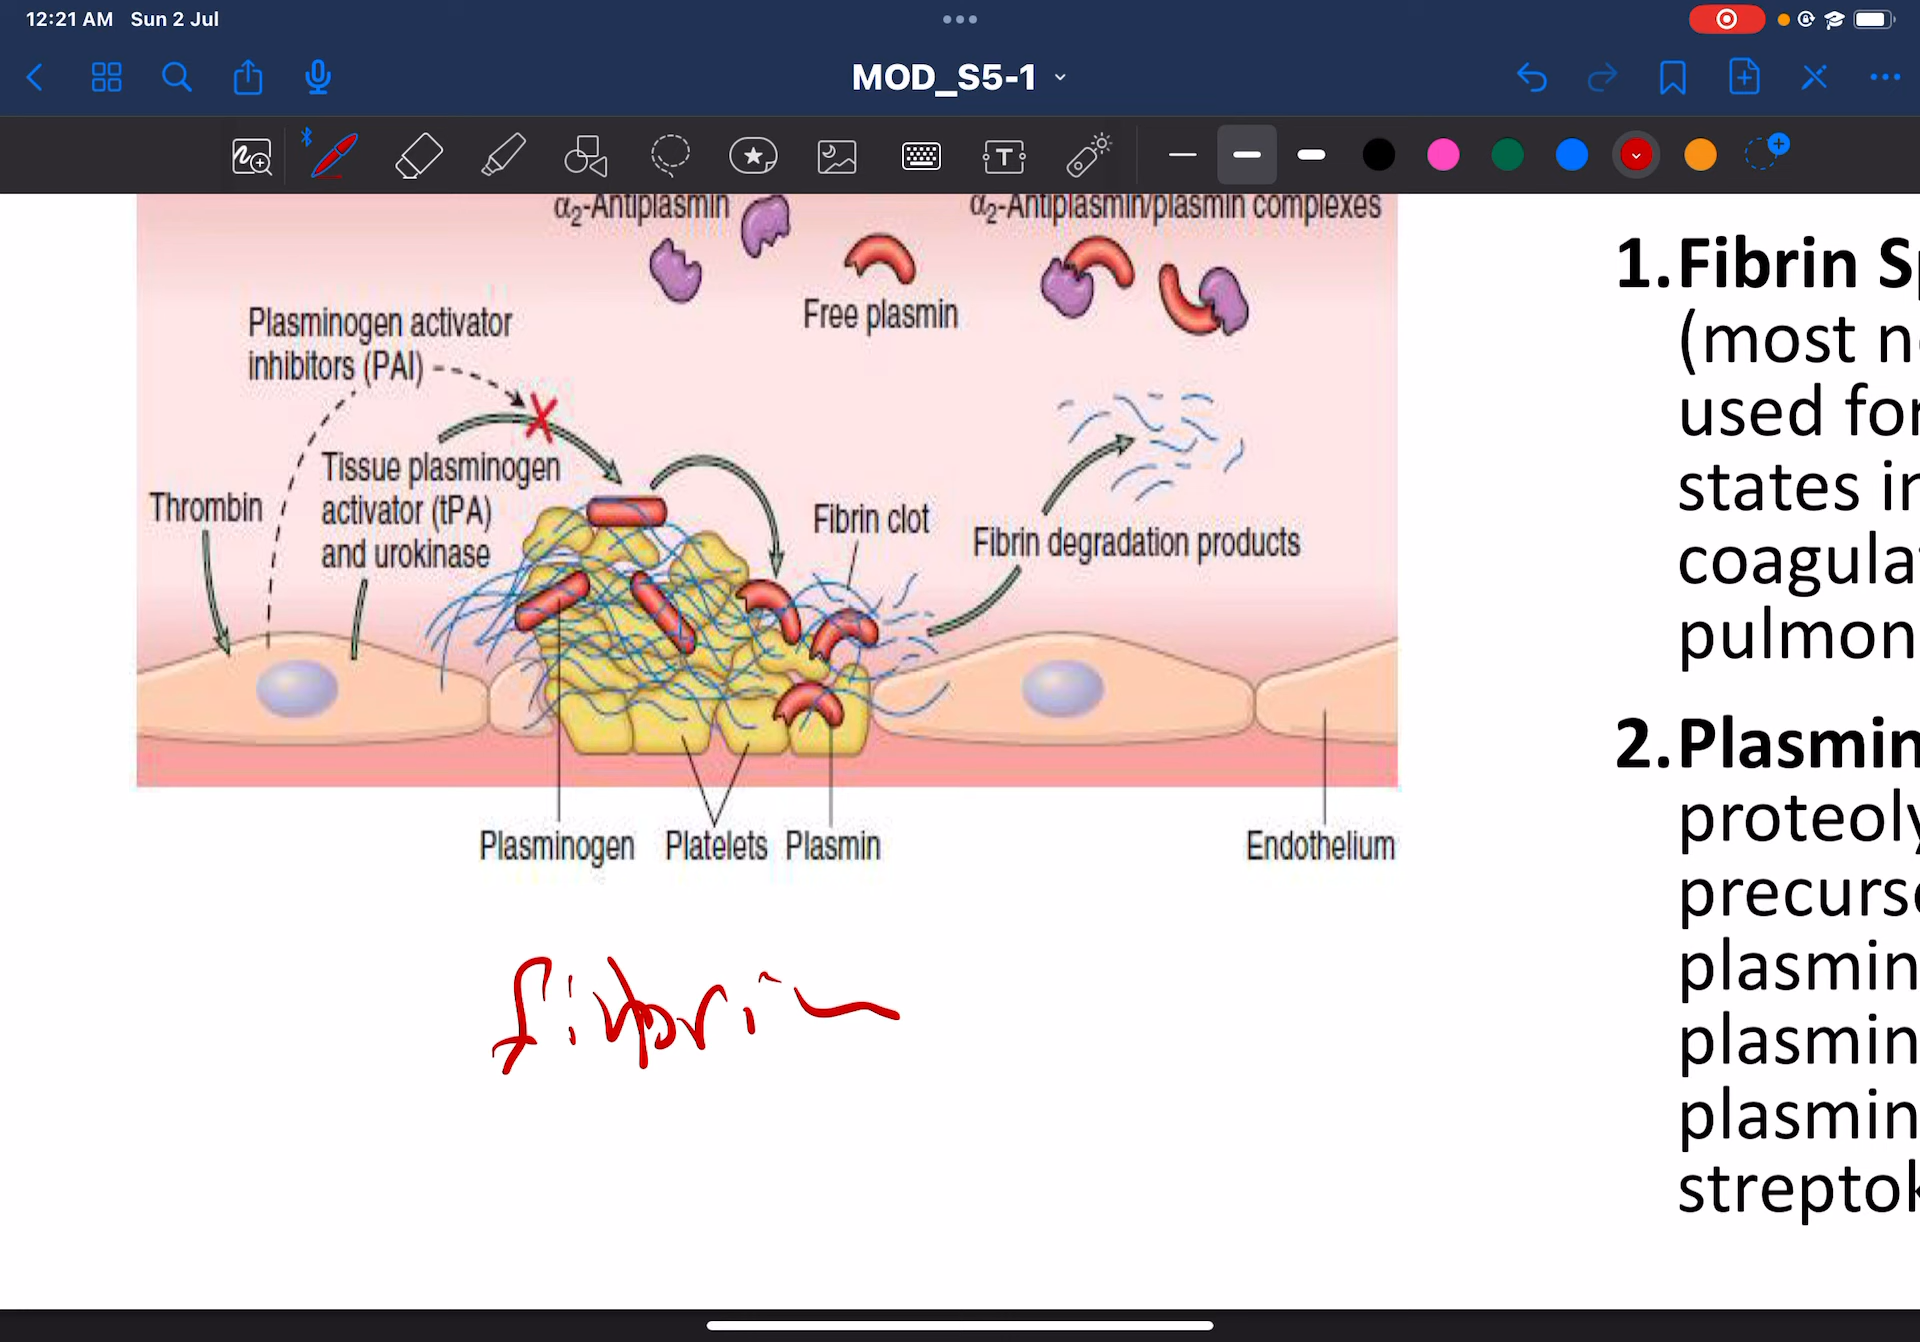 12:21 AM Sun 2 Jul
MOD_S5-1
T
α₂-Antiplasmin
α₂-Antiplasmin/plasmin complexes
Free plasmin
Plasminogen activator
inhibitors (PAI)
Thrombin
Tissue plasminogen
activator (tPA)
and urokinase
Fibrin clot
Fibrin degradation products
Plasminogen Platelets Plasmin
Endothelium
fibrin
1. Fibrin
(most
used for
states in
coagula
pulmon
2. Plasmin
proteoly
precurs
plasmin
plasmin
plasmin
streptok